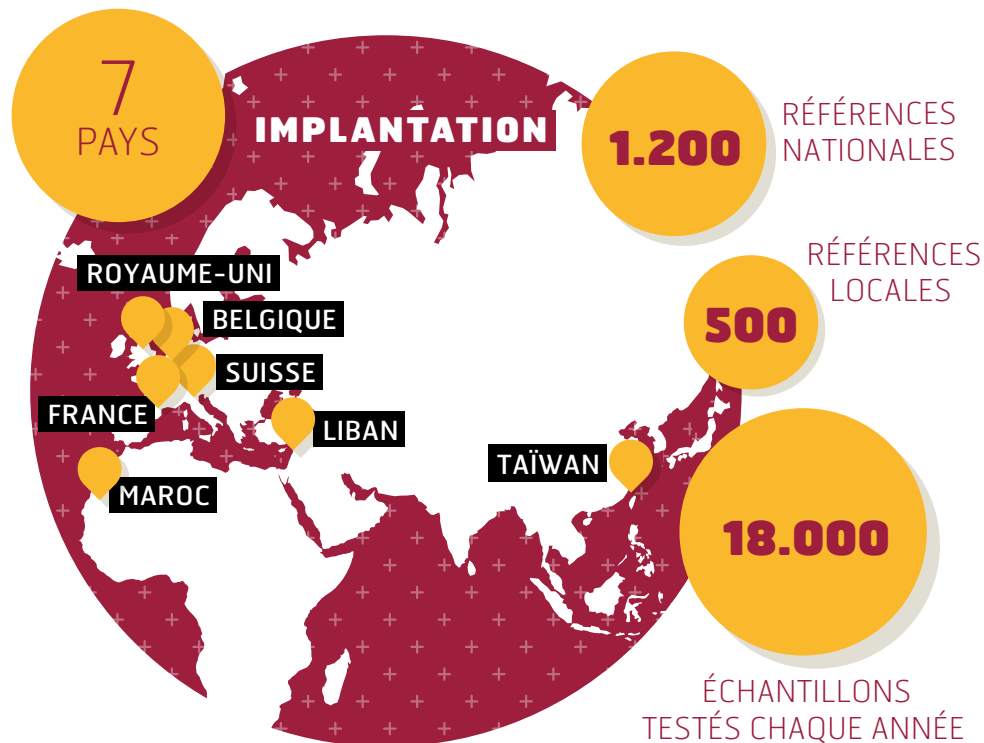 7
PAYS
IMPLANTATION
1.200
RÉFÉRENCES
NATIONALES
RÉFÉRENCES
LOCALES
500
ROYAUME-UNI
BELGIQUE
SUISSE
FRANCE
LIBAN
MAROC
TAÏWAN
18.000
ÉCHANTILLONS
TESTÉS CHAQUE ANNÉE